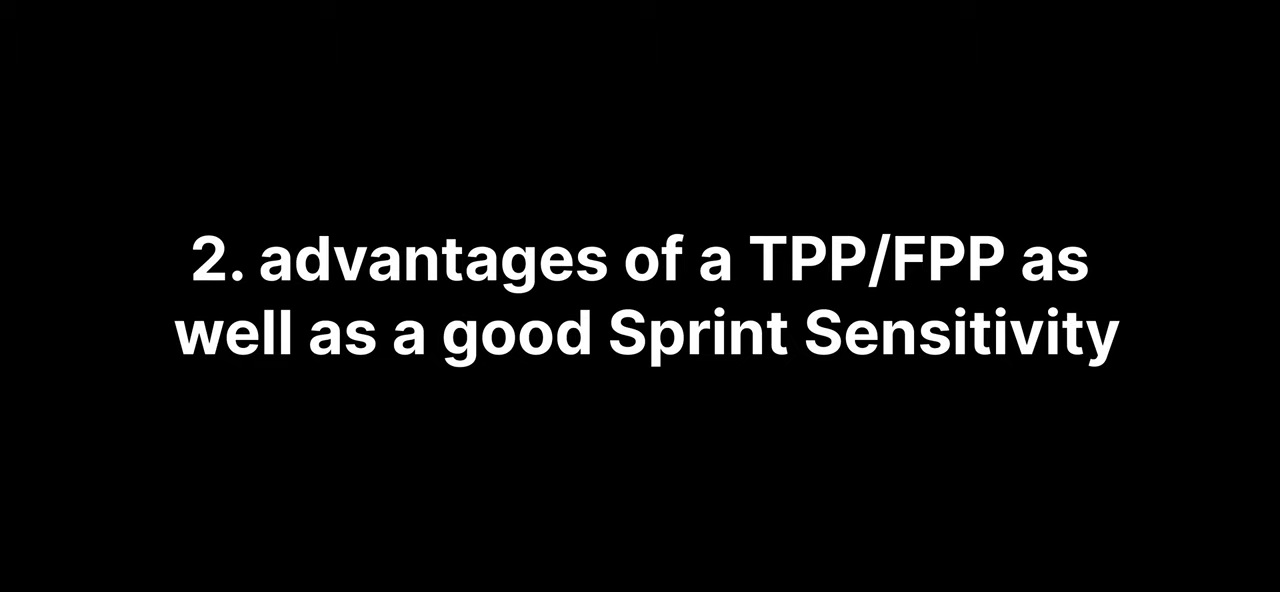 2. advantages of a TPP/FPP as
well as a good Sprint Sensitivity